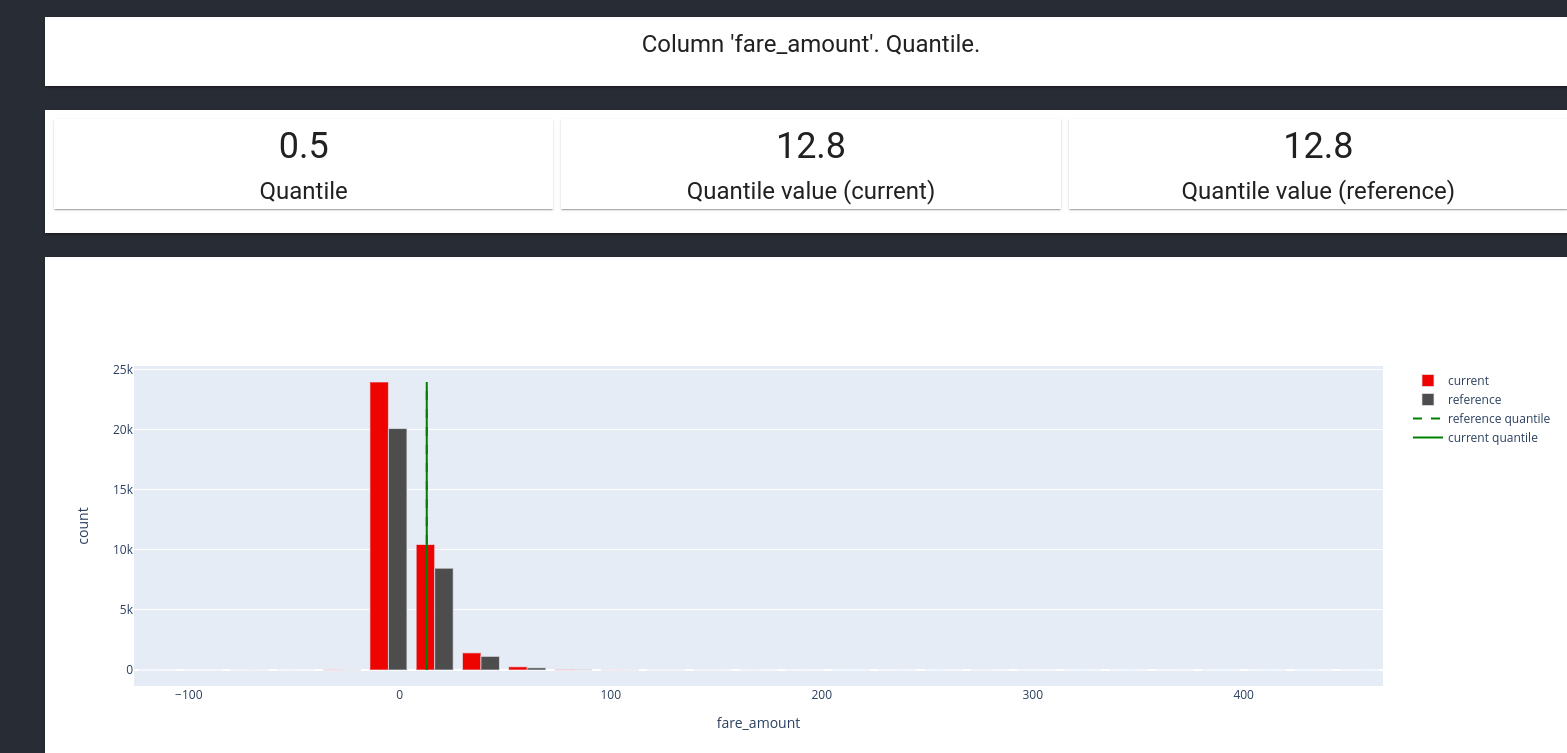 Column 'fare_amount'. Quantile.
0.5
Quantile
12.8
Quantile value (current)
12.8
Quantile value (reference)
25k
20k
15k
10k
5k
0
count
−100
0
100
200
300
400
fare_amount
current
reference
reference quantile
current quantile